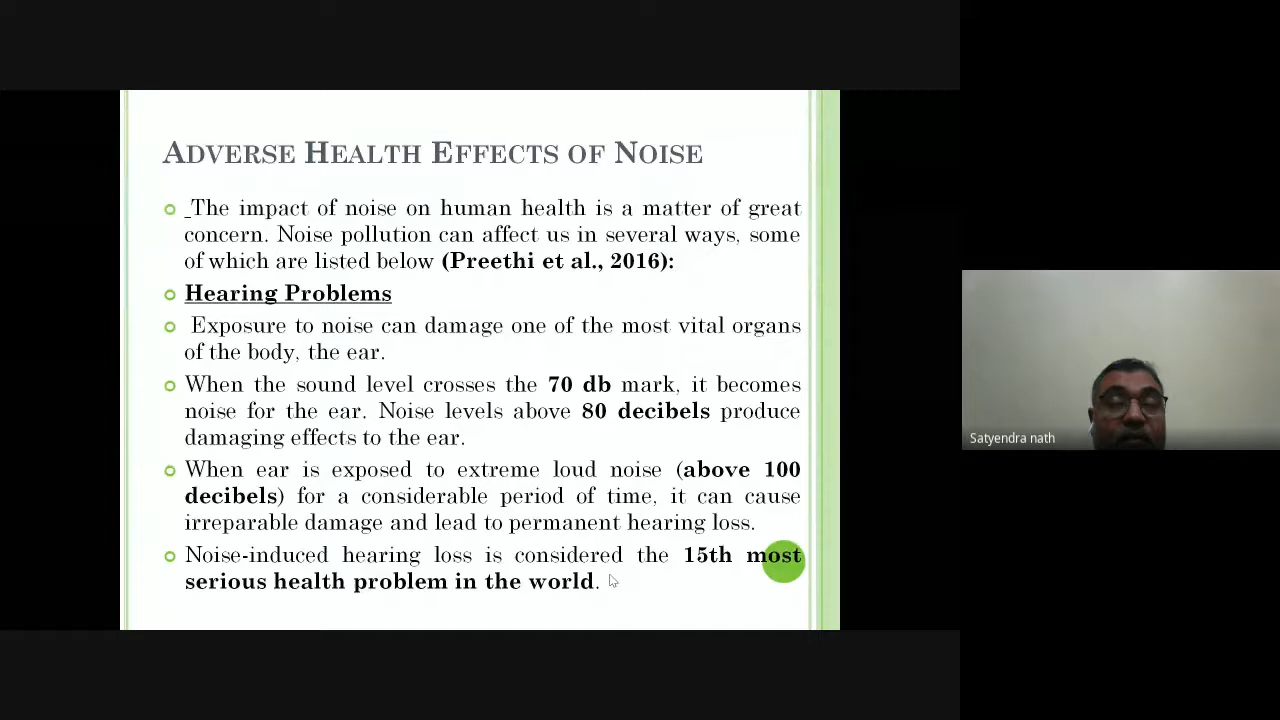 ADVERSE HEALTH EFFECTS OF NOISE
The impact of noise on human health is a matter of great
concern. Noise pollution can affect us in several ways, some
of which are listed below (Preethi et al., 2016):
Hearing Problems
Exposure to noise can damage one of the most vital organs
of the body, the ear.
When the sound level crosses the 70 db mark, it becomes
noise for the ear. Noise levels above 80 decibels produce
damaging effects to the ear.
When ear is exposed to extreme loud noise (above 100
decibels) for a considerable period of time, it can cause
irreparable damage and lead to permanent hearing loss.
Noise-induced hearing loss is considered the 15th most
serious health problem in the world.
Satyendra nath